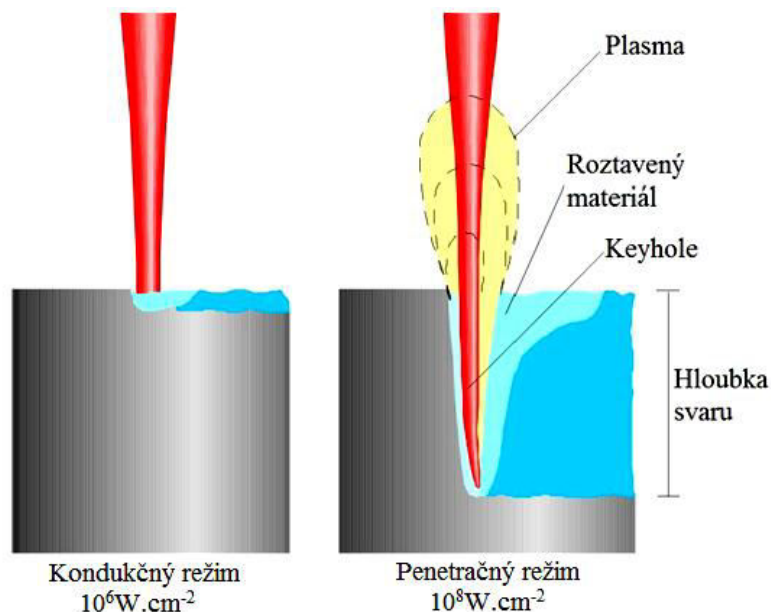 Plasma
Roztavený
materiál
Keyhole
Hloubka
svaru
Kondukčný režim
10⁶W.cm⁻²
Penetračný režim
10⁸W.cm⁻²